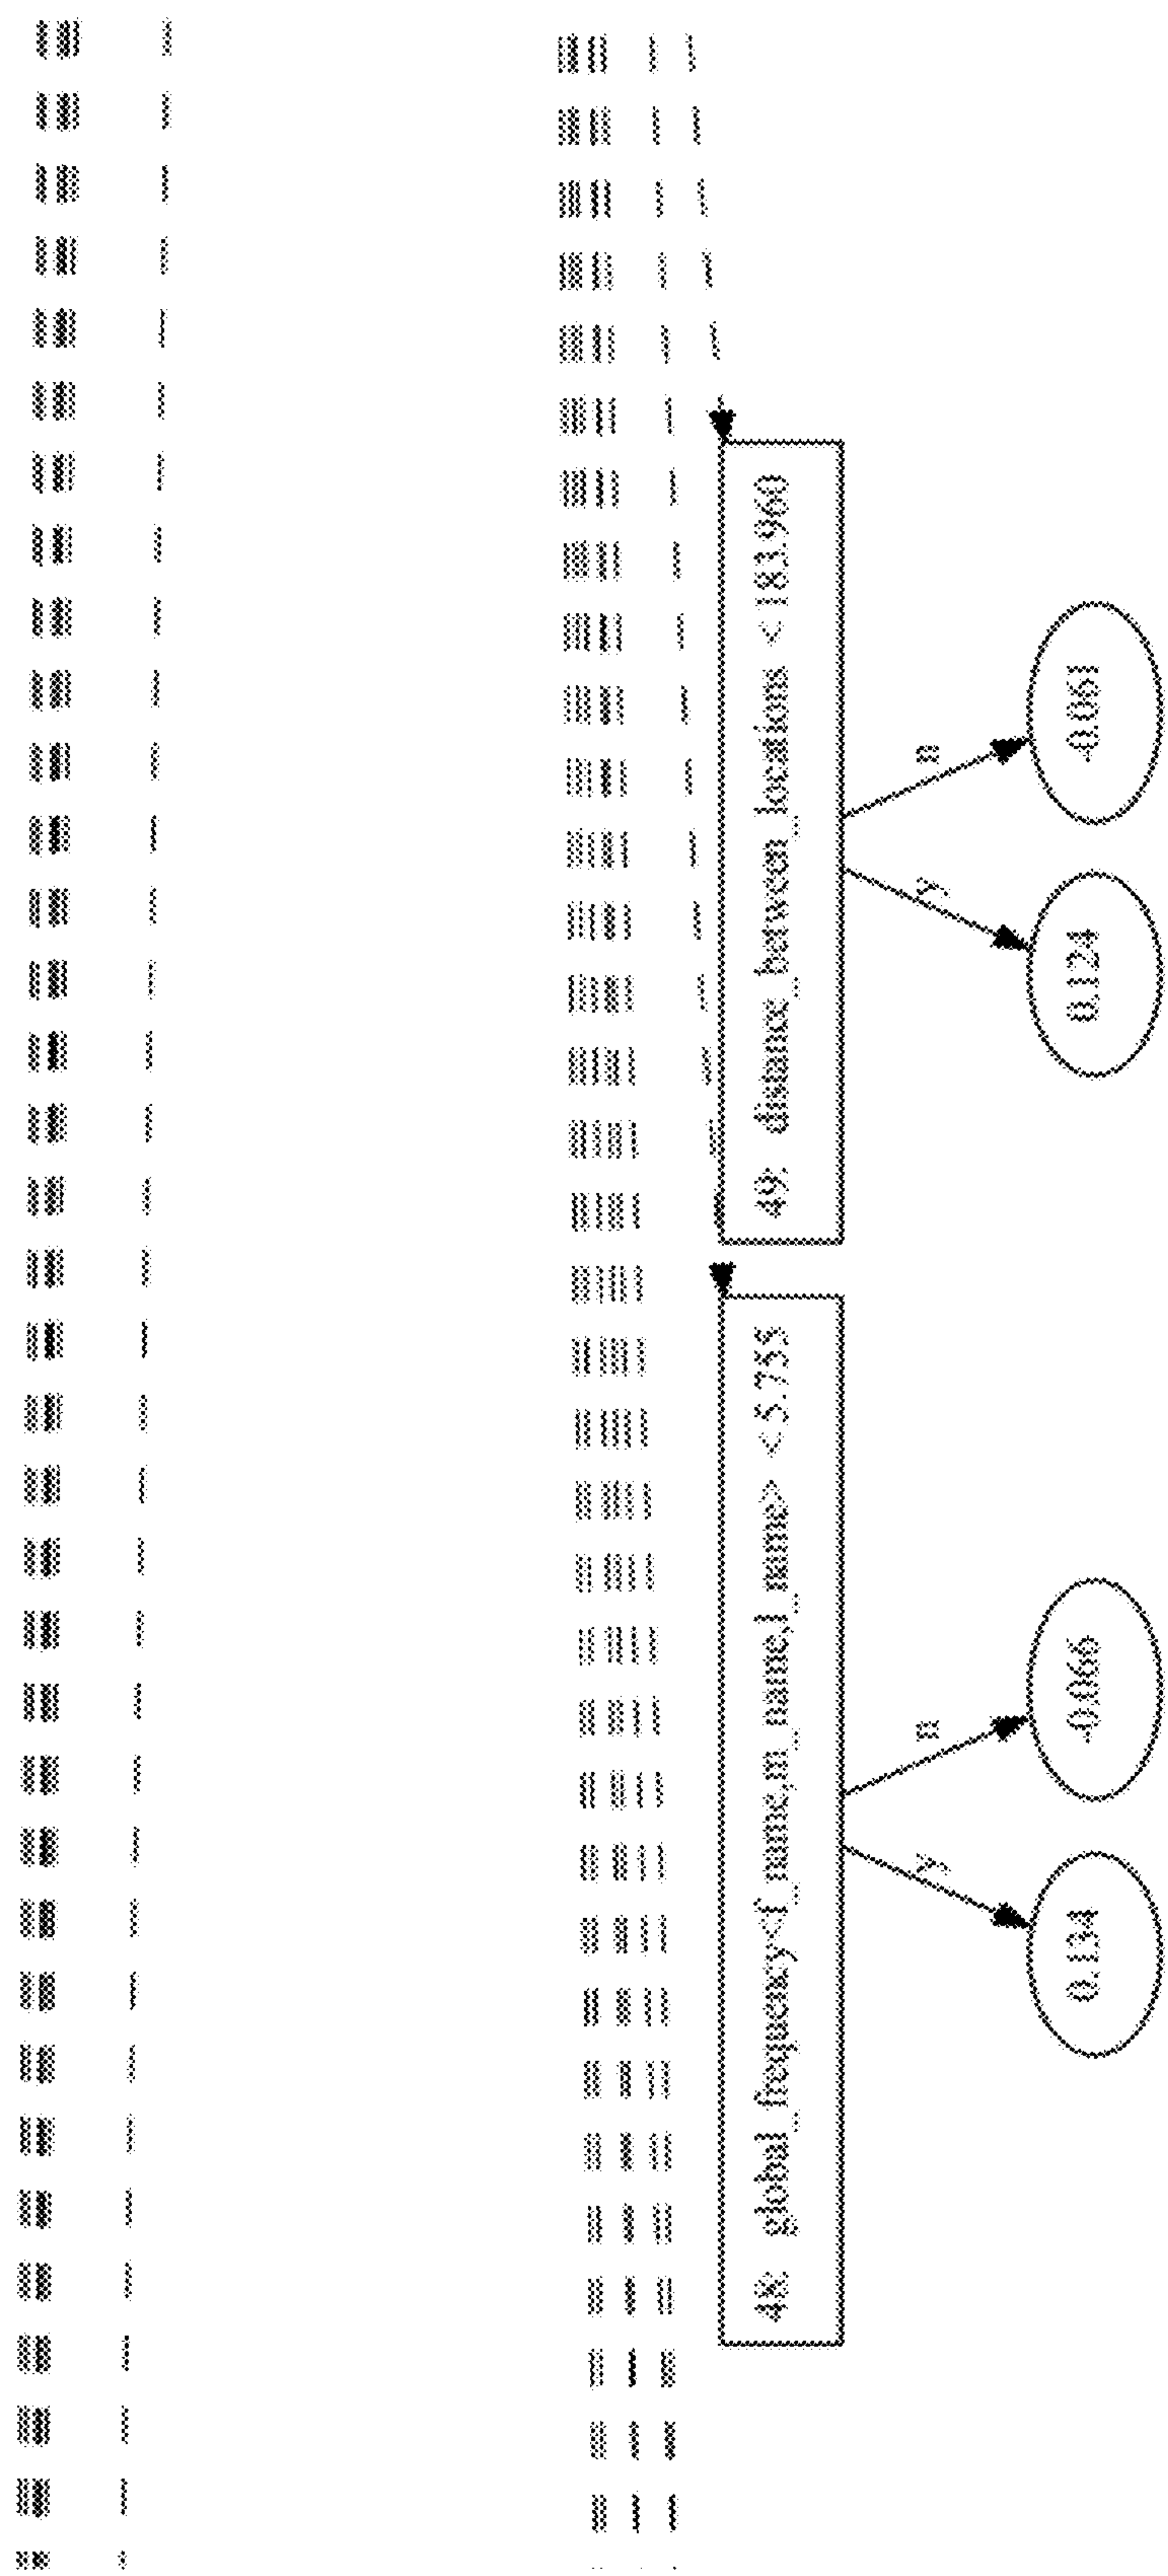 48: global_frequency<f_name,m_name,l_name> <5.755
y
n
0.134
-0.066
49: distance_between_locations <183.960
y
n
0.124
-0.061